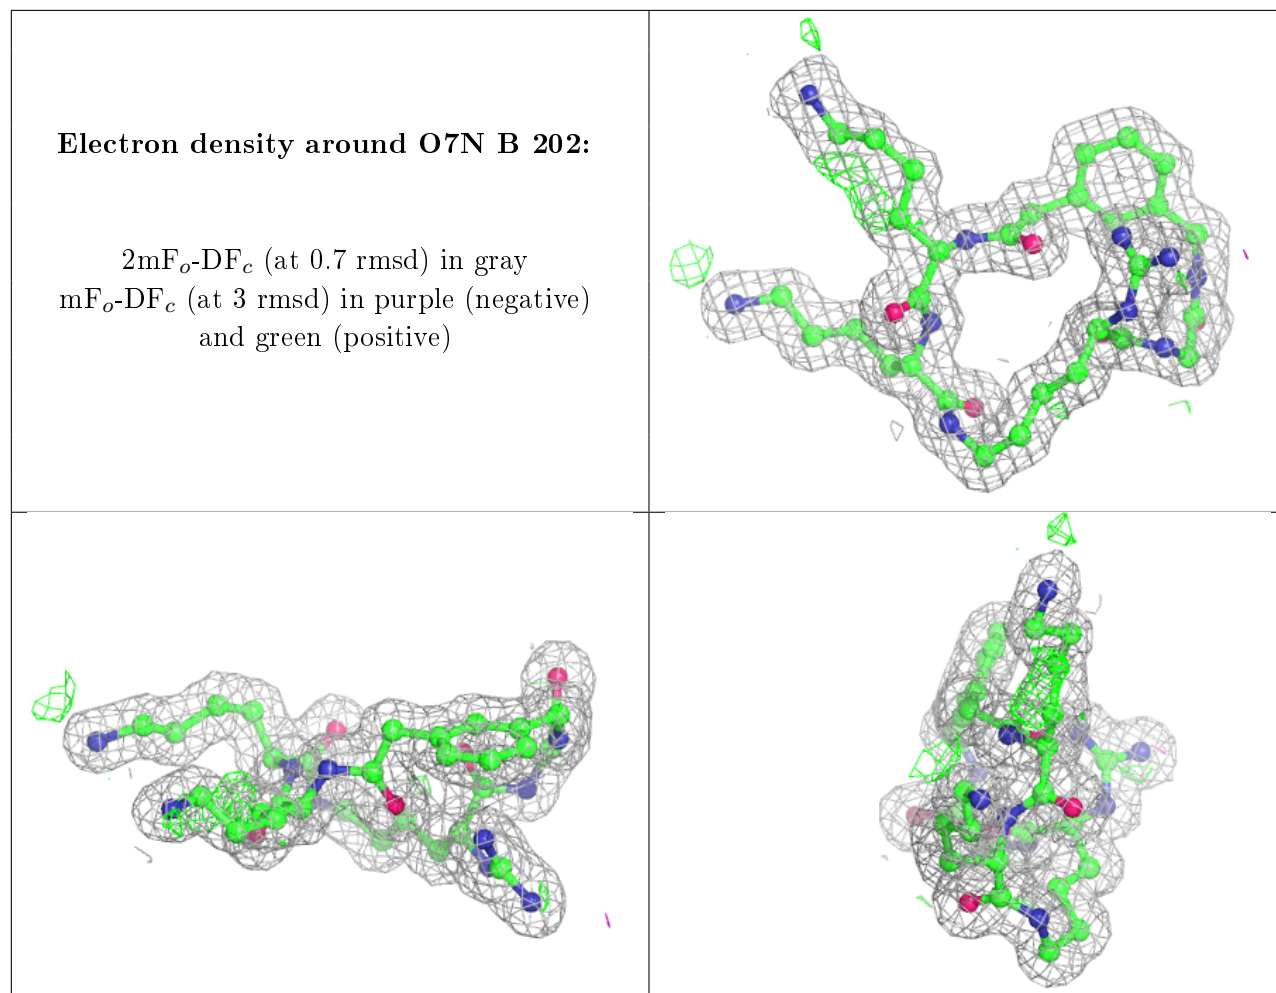 Electron density around O7N B 202:
2mFo-DFc (at 0.7 rmsd) in gray
mFo-DFc (at 3 rmsd) in purple (negative)
and green (positive)